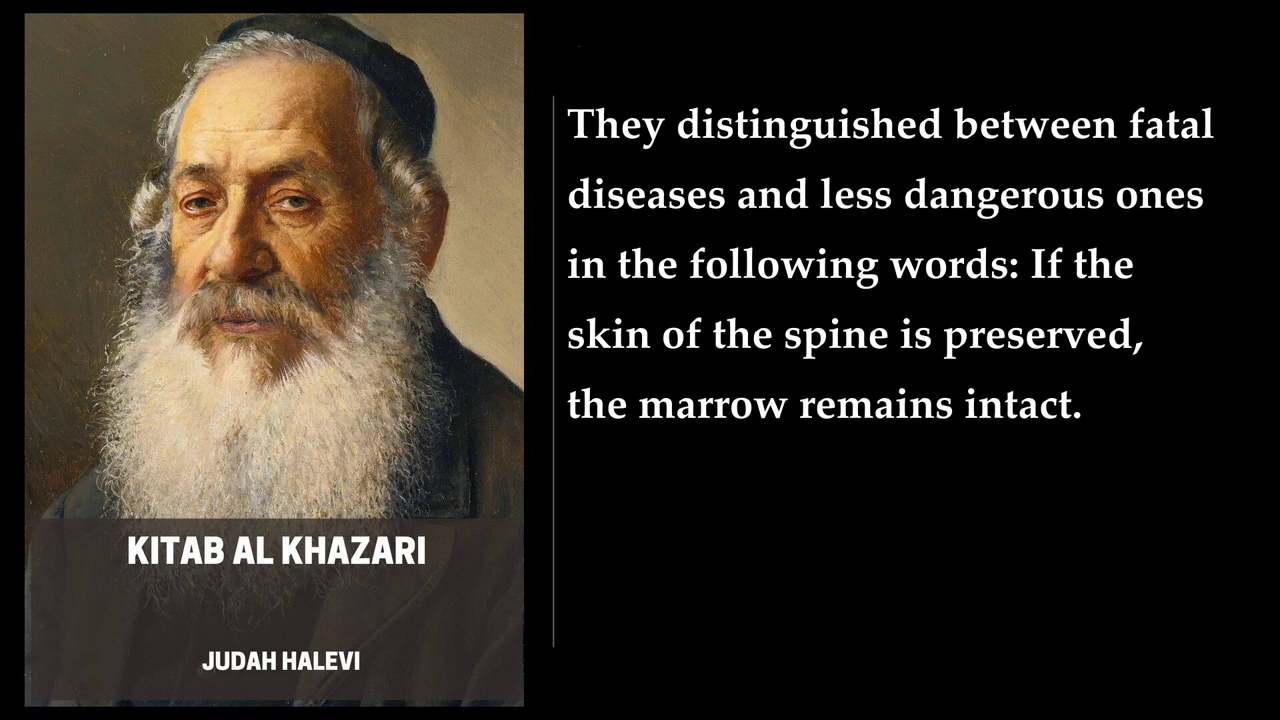 KITAB AL KHAZARI
JUDAH HALEVI
They distinguished between fatal
diseases and less dangerous ones
in the following words: If the
skin of the spine is preserved,
the marrow remains intact.